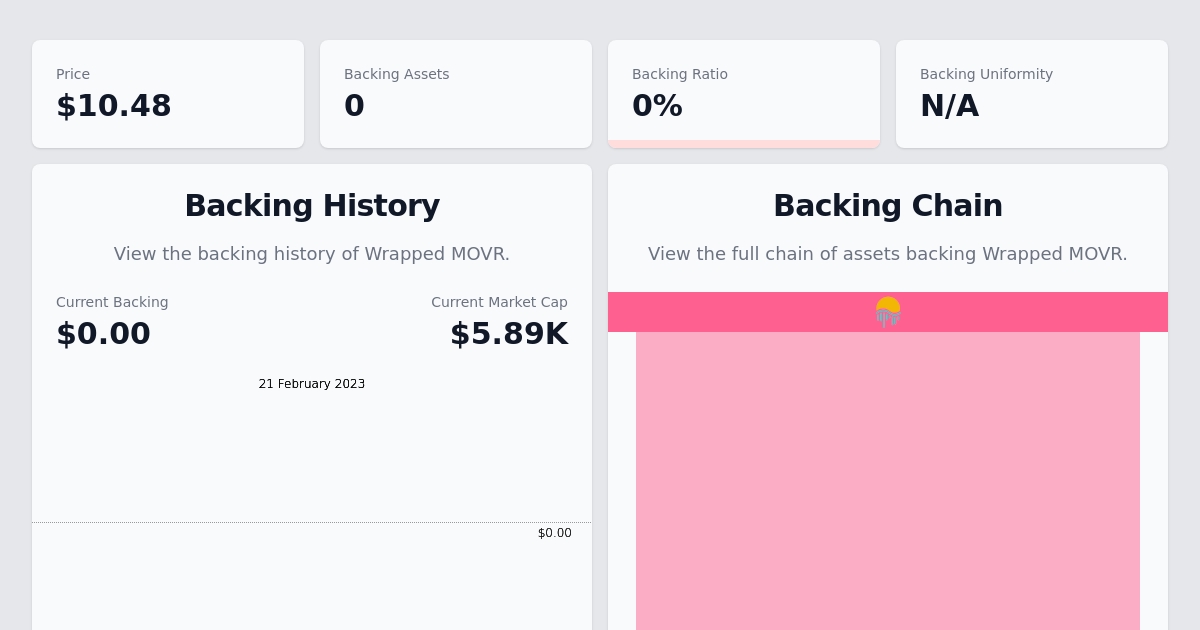 Price
$10.48
Backing Assets
0
Backing Ratio
0%
Backing Uniformity
N/A
Backing History
View the backing history of Wrapped MOVR.
Current Backing
$0.00
Current Market Cap
$5.89K
21 February 2023
$0.00
Backing Chain
View the full chain of assets backing Wrapped MOVR.